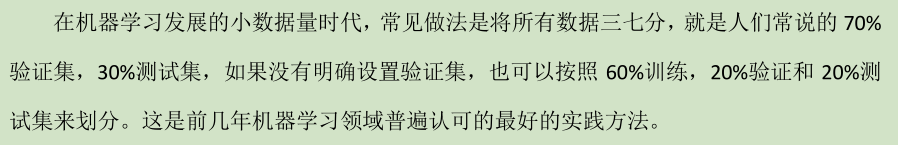 在机器学习发展的小数据量时代，常见做法是将所有数据三七分，就是人们常说的 70%
验证集，30%测试集，如果没有明确设置验证集，也可以按照 60%训练，20%验证和 20%测
试集来划分。这是前几年机器学习领域普遍认可的最好的实践方法。